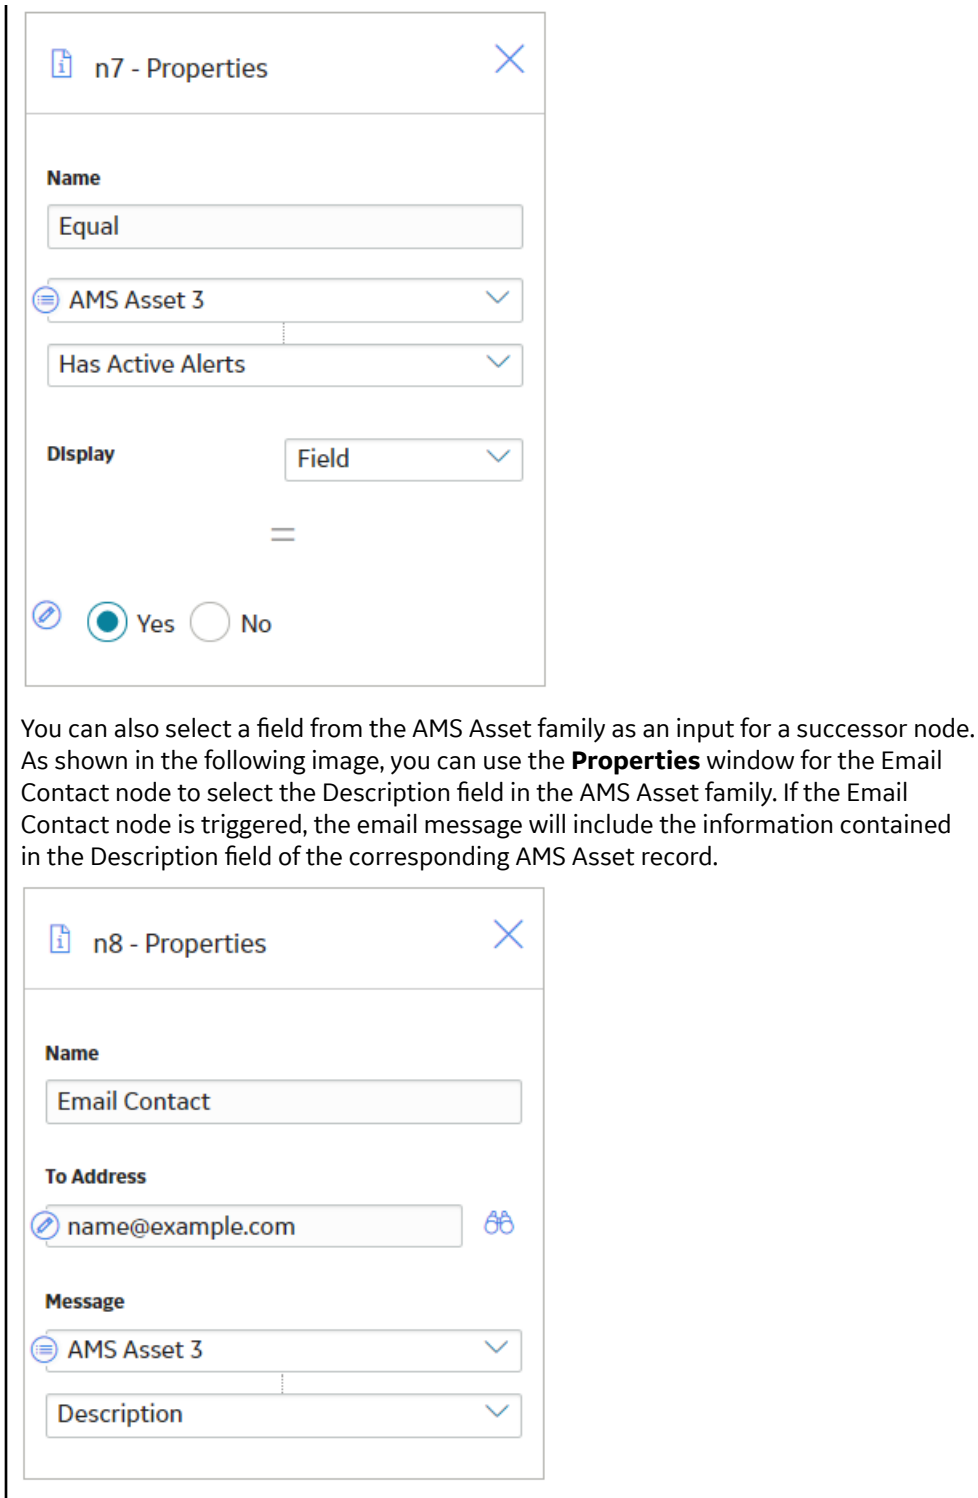 n7 - Properties
Name
Equal
AMS Asset 3
Has Active Alerts
Display
Field
=
Yes No
You can also select a field from the AMS Asset family as an input for a successor node.
As shown in the following image, you can use the Properties window for the Email
Contact node to select the Description field in the AMS Asset family. If the Email
Contact node is triggered, the email message will include the information contained
in the Description field of the corresponding AMS Asset record.
n8 - Properties
Name
Email Contact
To Address
name@example.com
Message
AMS Asset 3
Description